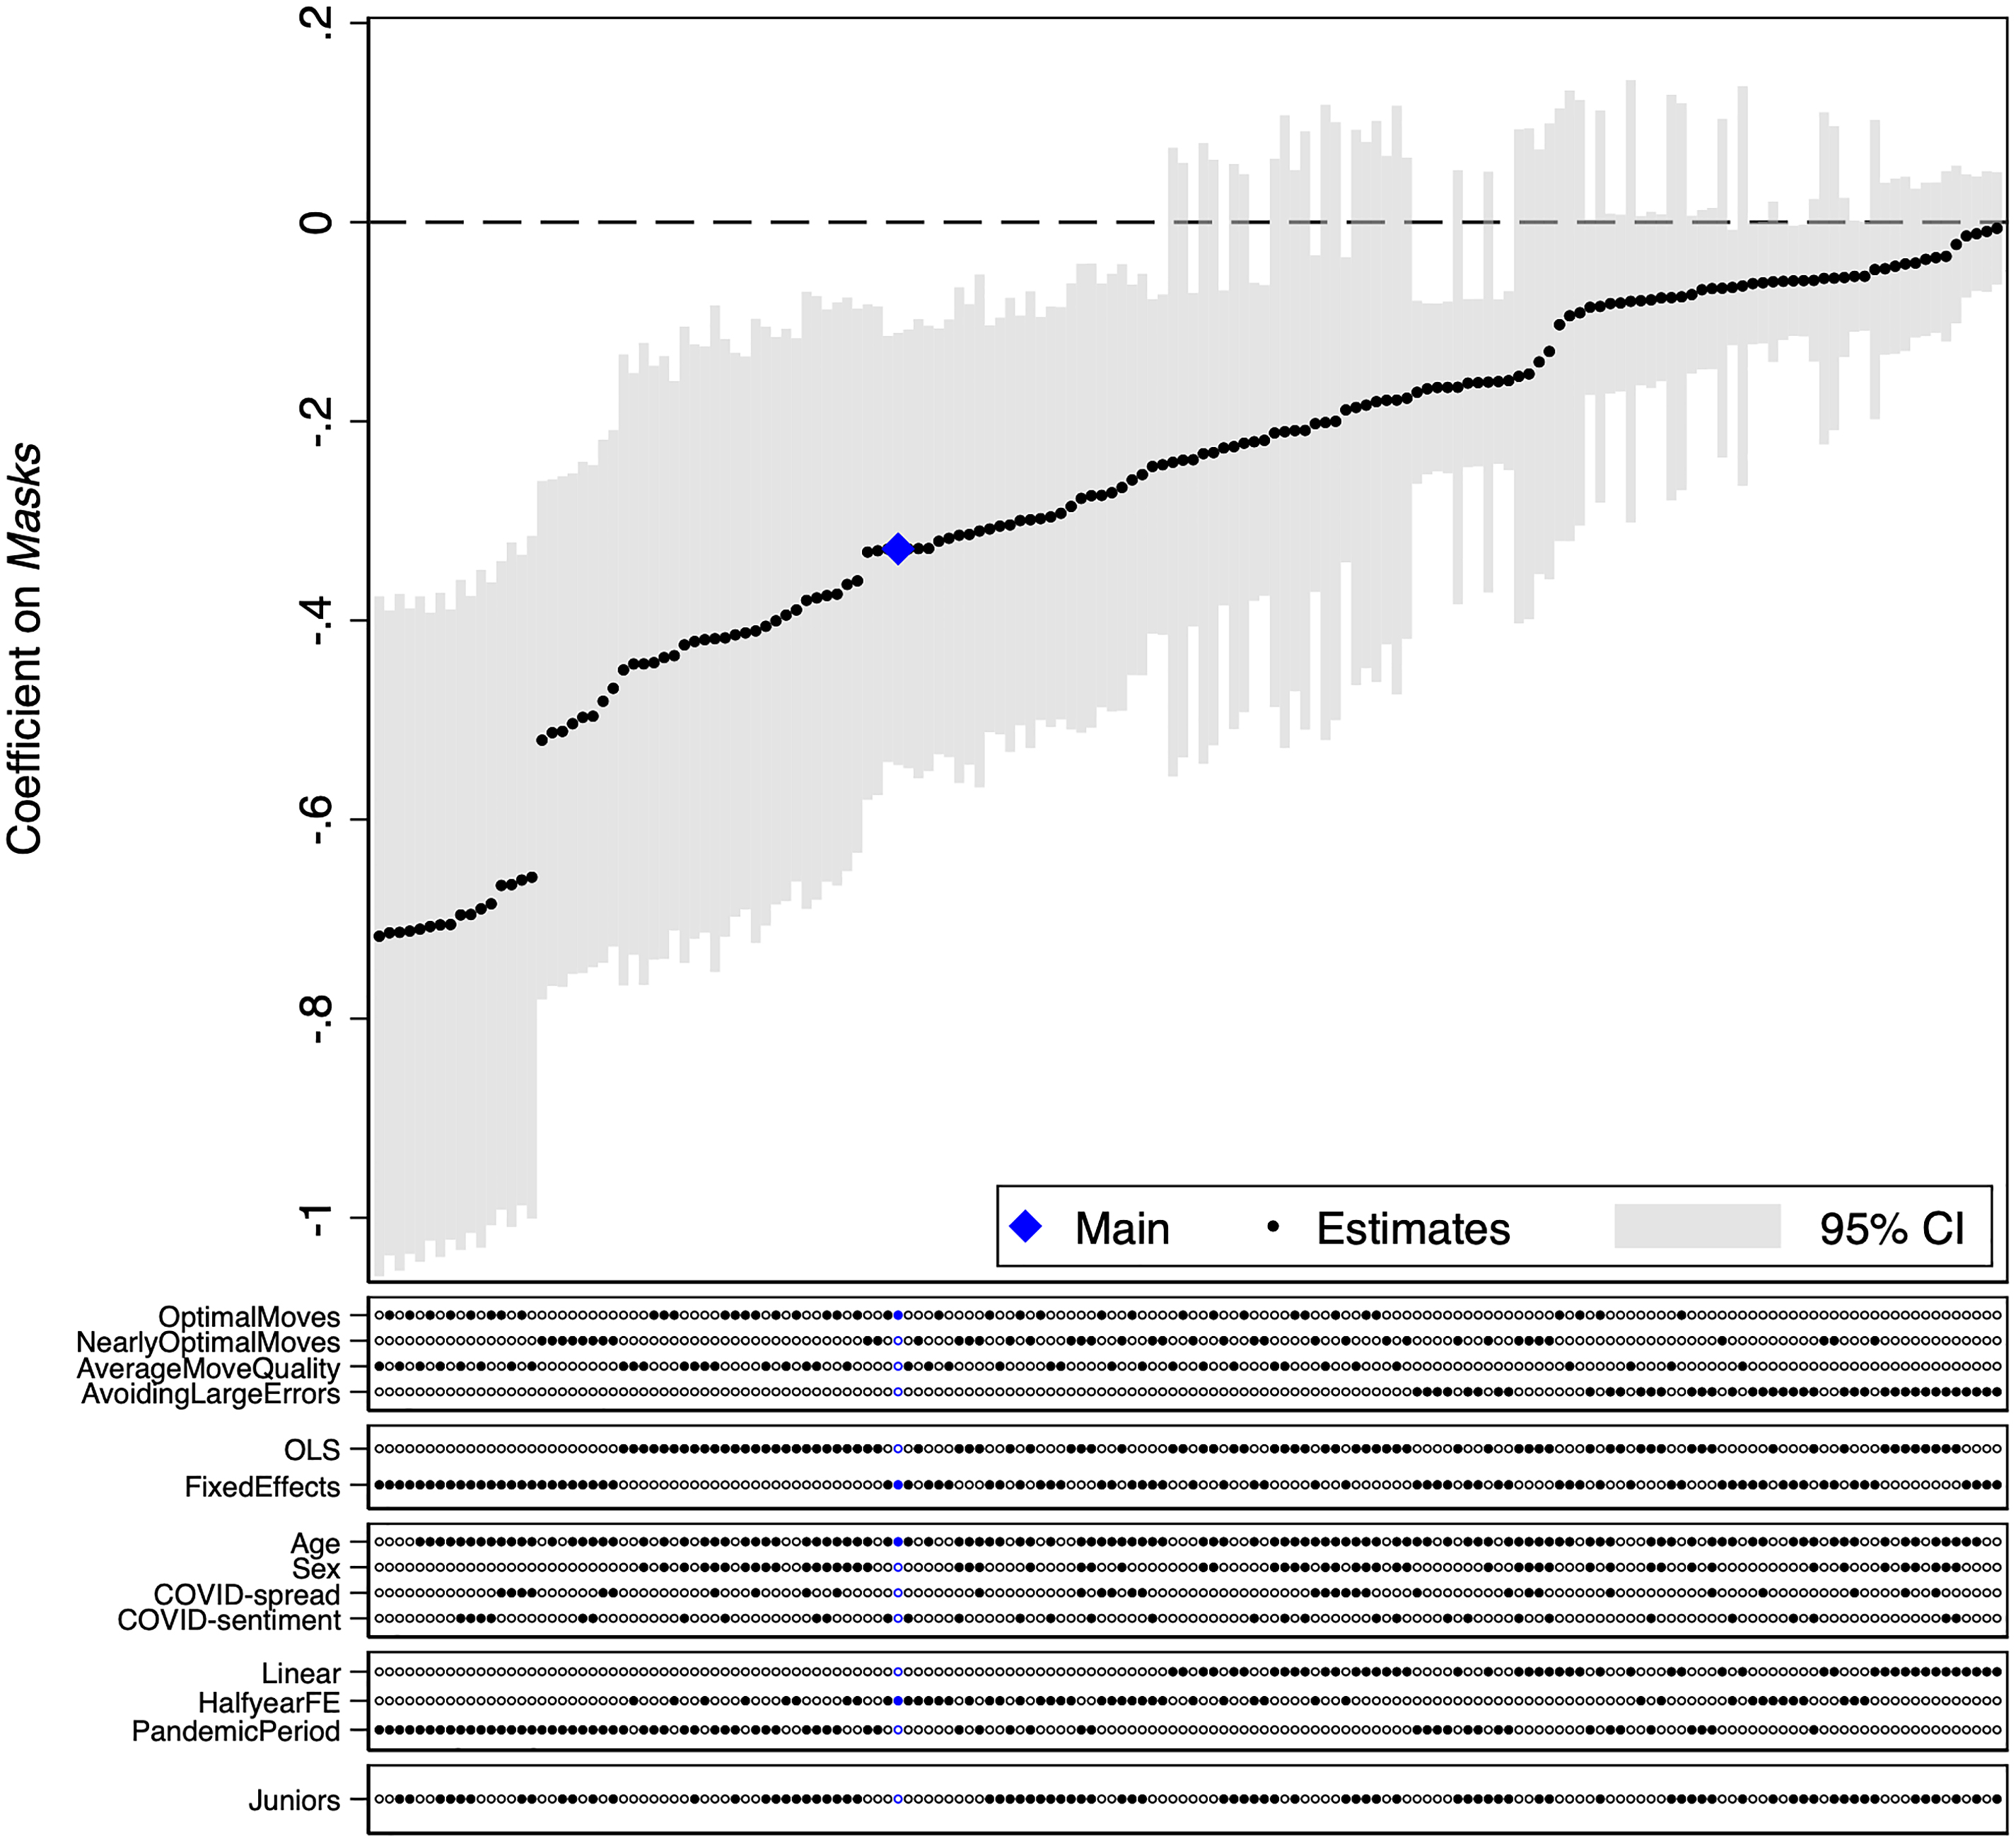 .2
0
-.2
-.4
-.6
-.8
-1
Coefficient on Masks
Main Estimates 95% CI
OptimalMoves
NearlyOptimalMoves
AverageMoveQuality
AvoidingLargeErrors
OLS
FixedEffects
Age
Sex
COVID-spread
COVID-sentiment
Linear
HalfyearFE
PandemicPeriod
Juniors